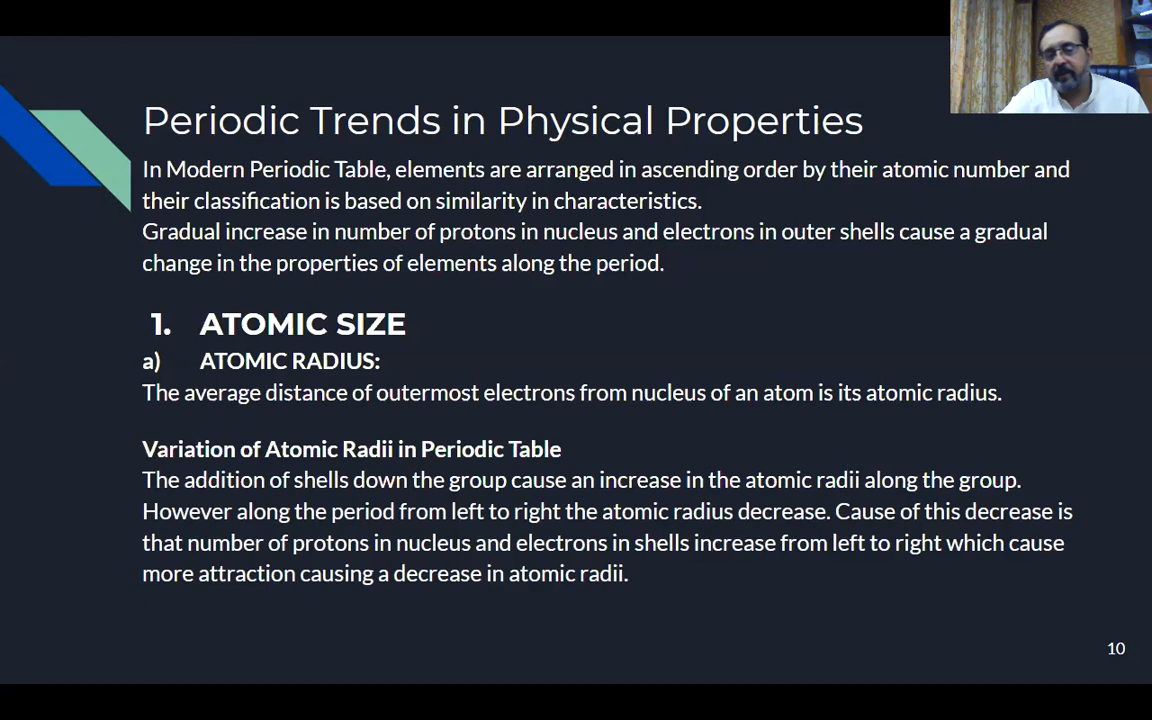 Periodic Trends in Physical Properties
In Modern Periodic Table, elements are arranged in ascending order by their atomic number and
their classification is based on similarity in characteristics.
Gradual increase in number of protons in nucleus and electrons in outer shells cause a gradual
change in the properties of elements along the period.
1. ATOMIC SIZE
a) ATOMIC RADIUS:
The average distance of outermost electrons from nucleus of an atom is its atomic radius.
Variation of Atomic Radii in Periodic Table
The addition of shells down the group cause an increase in the atomic radii along the group.
However along the period from left to right the atomic radius decrease. Cause of this decrease is
that number of protons in nucleus and electrons in shells increase from left to right which cause
more attraction causing a decrease in atomic radii.
10